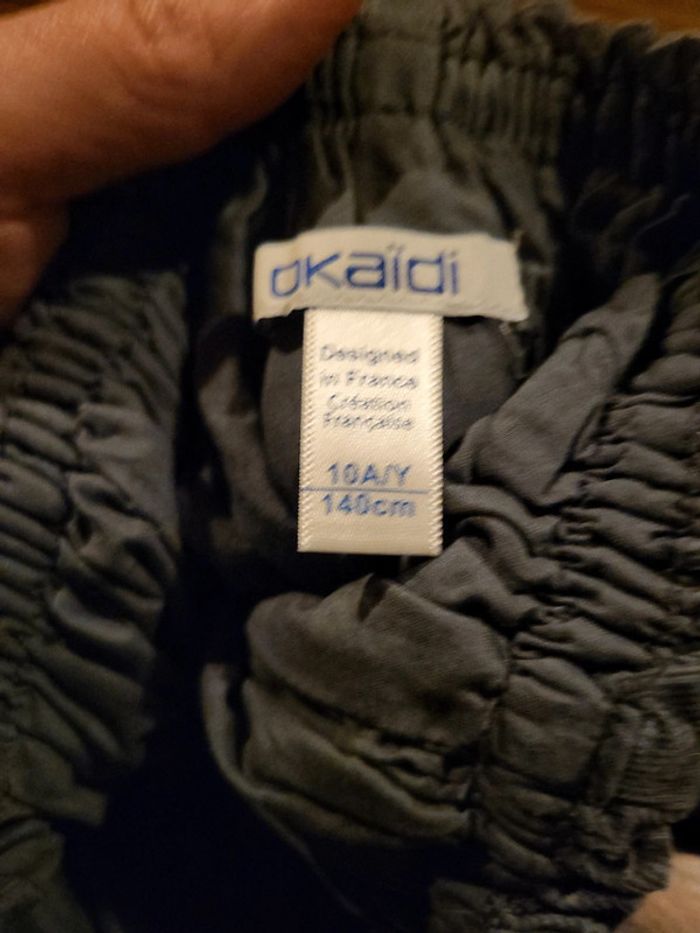 OKaïdi
Designed
in France
Création
Française
10A/Y
140cm